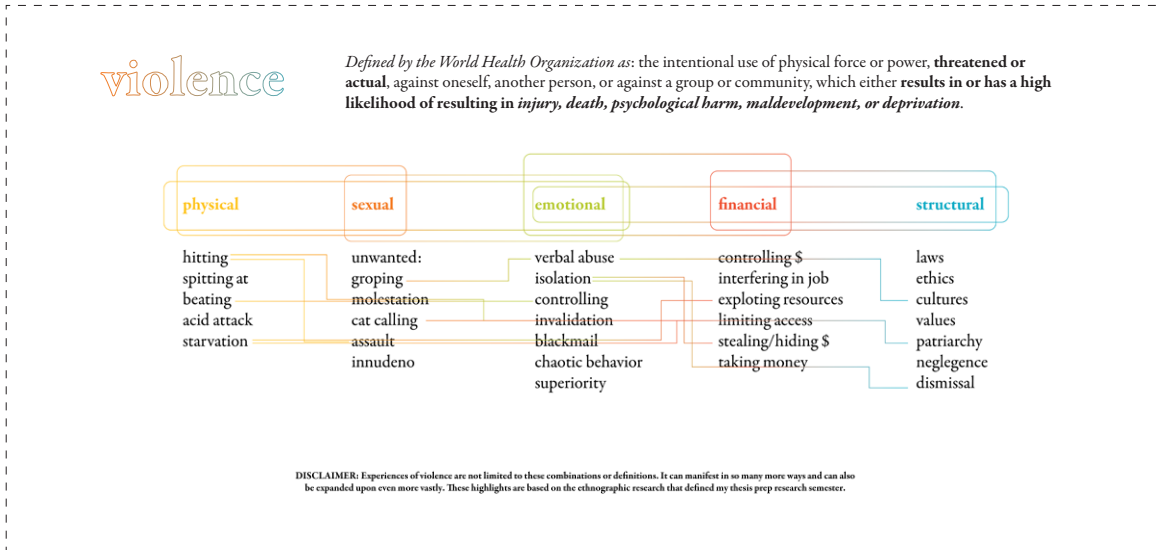 violence
Defined by the World Health Organization as: the intentional use of physical force or power, threatened or
actual, against oneself, another person, or against a group or community, which either results in or has a high
likelihood of resulting in injury, death, psychological harm, maldevelopment, or deprivation.
physical
sexual
emotional
financial
structural
hitting
spitting at
beating
acid attack
starvation
unwanted:
groping
molestation
cat calling
assault
innudeno
verbal abuse
isolation
controlling
invalidation
blackmail
chaotic behavior
superiority
controlling $
interfering in job
exploting resources
limiting access
stealing/hiding $
taking money
laws
ethics
cultures
values
patriarchy
neglegence
dismissal
DISCLAIMER: Experiences of violence are not limited to these combinations or definitions. It can manifest in so many more ways and can also
be expanded upon even more vastly. These highlights are based on the ethnographic research that defined my thesis prep research semester.